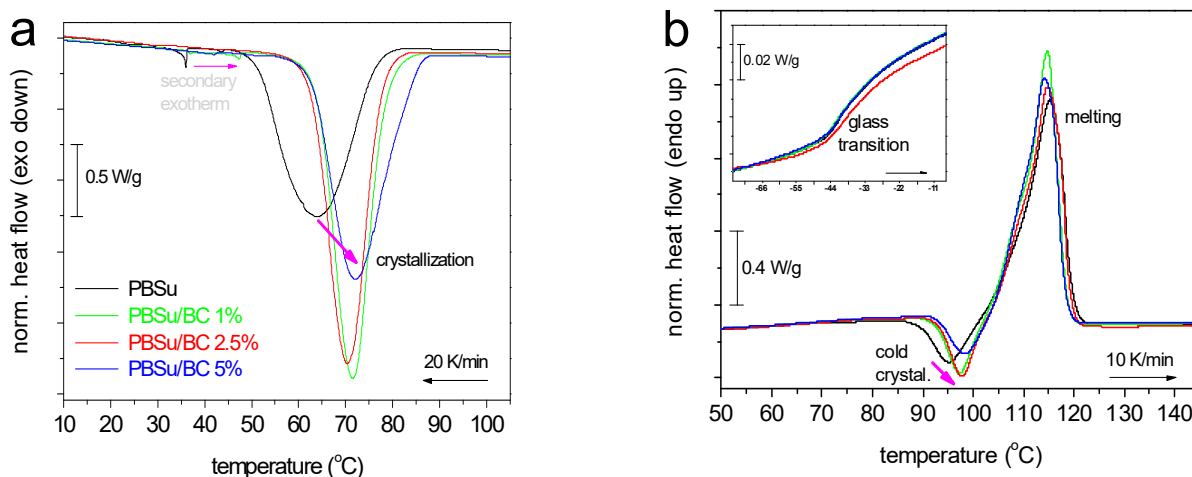 a
norm. heat flow (exo down)
secondary
exotherm
0.5 W/g
crystallization
PBSu
PBSu/BC 1%
PBSu/BC 2.5%
PBSu/BC 5%
20 K/min
10 20 30 40 50 60 70 80 90 100
temperature (°C)
b
norm. heat flow (endo up)
0.02 W/g
glass
transition
-66 -55 -44 -33 -22 -11
melting
0.4 W/g
cold
crystal.
10 K/min
50 60 70 80 90 100 110 120 130 140
temperature (°C)